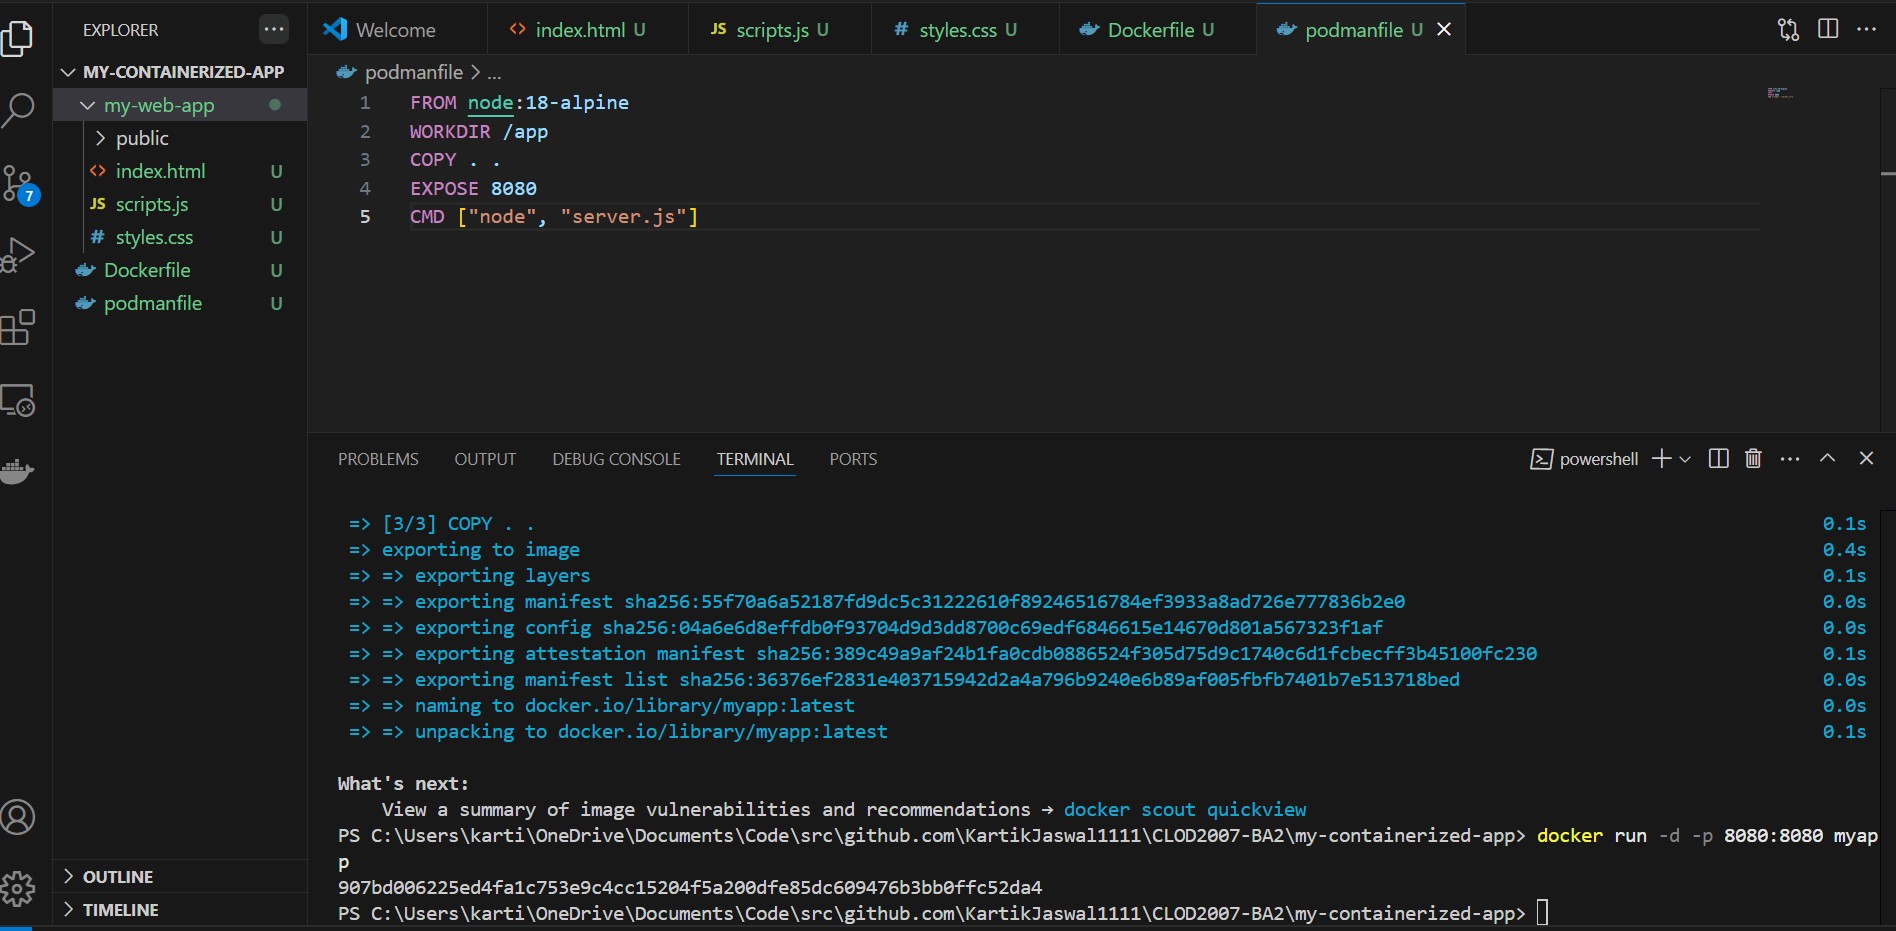 EXPLORER
MY-CONTAINERIZED-APP
my-web-app
public
<> index.html U
JS scripts.js U
# styles.css U
Dockerfile U
podmanfile U
7
OUTLINE
TIMELINE
Welcome
<> index.html U
JS scripts.js U
# styles.css U
Dockerfile U
podmanfile U
podmanfile > ...
1 FROM node:18-alpine
2 WORKDIR /app
3 COPY . .
4 EXPOSE 8080
5 CMD ["node", "server.js"]
PROBLEMS OUTPUT DEBUG CONSOLE TERMINAL PORTS
powershell
=> [3/3] COPY . . 0.1s
=> exporting to image 0.4s
=> => exporting layers 0.1s
=> => exporting manifest sha256:55f70a6a52187fd9dc5c31222610f89246516784ef3933a8ad726e777836b2e0 0.0s
=> => exporting config sha256:04a6e6d8effdb0f93704d9d3dd8700c69edf6846615e14670d801a567323f1af 0.0s
=> => exporting attestation manifest sha256:389c49a9af24b1fa0cdb0886524f305d75d9c1740c6d1fcbecff3b45100fc230 0.1s
=> => exporting manifest list sha256:36376ef2831e403715942d2a4a796b9240e6b89af005fbfb7401b7e513718bed 0.0s
=> => naming to docker.io/library/myapp:latest 0.0s
=> => unpacking to docker.io/library/myapp:latest 0.1s
What's next:
View a summary of image vulnerabilities and recommendations → docker scout quickview
PS C:\Users\karti\OneDrive\Documents\Code\src\github.com\KartikJaswal1111\CLOD2007-BA2\my-containerized-app> docker run -d -p 8080:8080 myap
p
907bd006225ed4fa1c753e9c4cc15204f5a200dfe85dc609476b3bb0ffc52da4
PS C:\Users\karti\OneDrive\Documents\Code\src\github.com\KartikJaswal1111\CLOD2007-BA2\my-containerized-app>